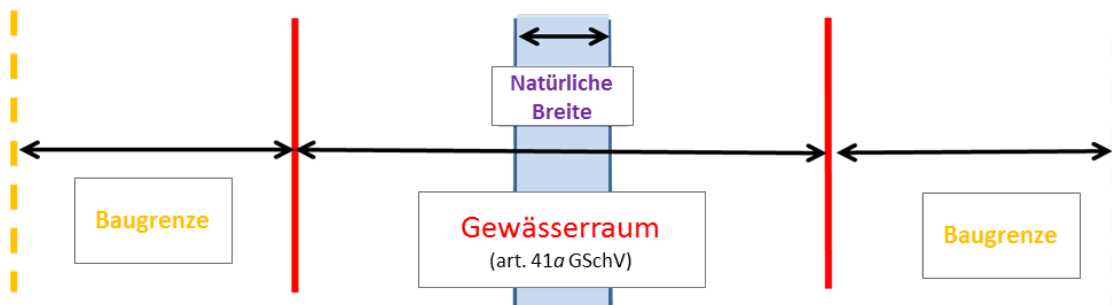 Natürliche
Breite
Baugrenze
Gewässerraum
(art. 41a GSchV)
Baugrenze